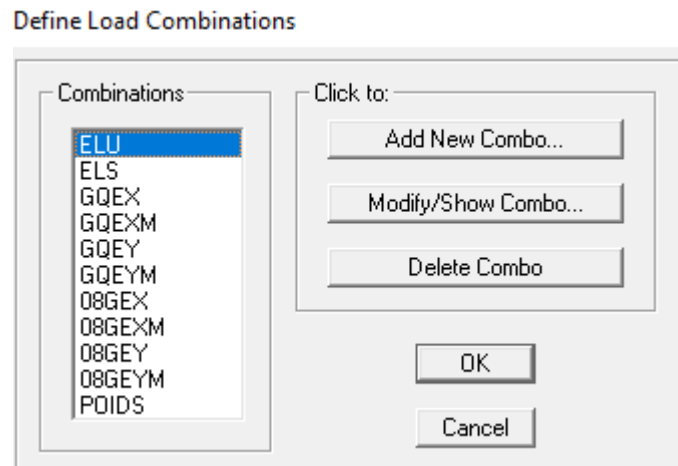 Define Load Combinations
Combinations
ELU
ELS
GQEX
GQEXM
GQEY
GQEYM
08GEX
08GEXM
08GEY
08GEYM
POIDS
Click to:
Add New Combo...
Modify/Show Combo...
Delete Combo
OK
Cancel